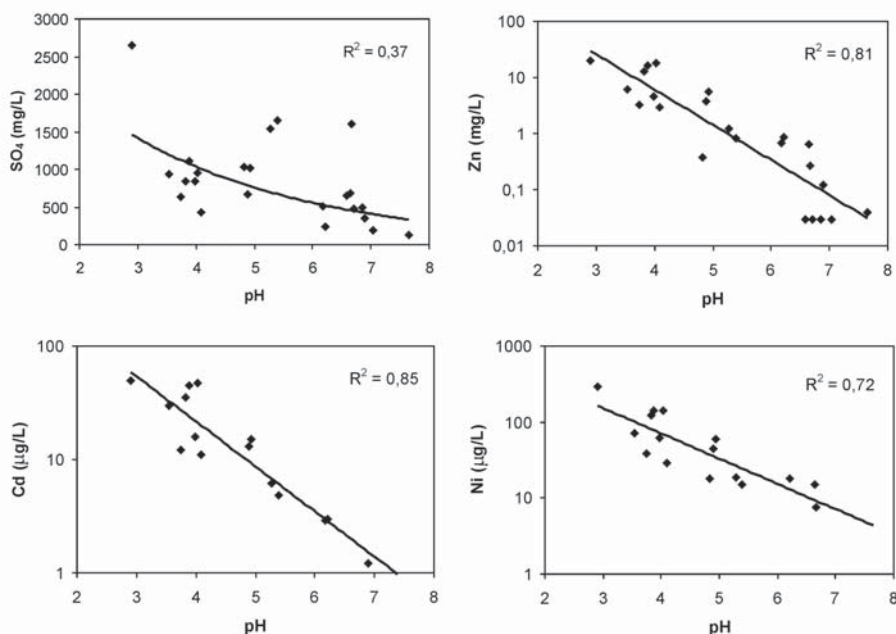 3000
2500
2000
1500
1000
500
0
SO₄ (mg/L)
R² = 0,37
2 3 4 5 6 7 8
pH
100
10
1
0,1
0,01
Zn (mg/L)
R² = 0,81
2 3 4 5 6 7 8
pH
100
10
1
Cd (µg/L)
R² = 0,85
2 3 4 5 6 7 8
pH
1000
100
10
1
Ni (µg/L)
R² = 0,72
2 3 4 5 6 7 8
pH